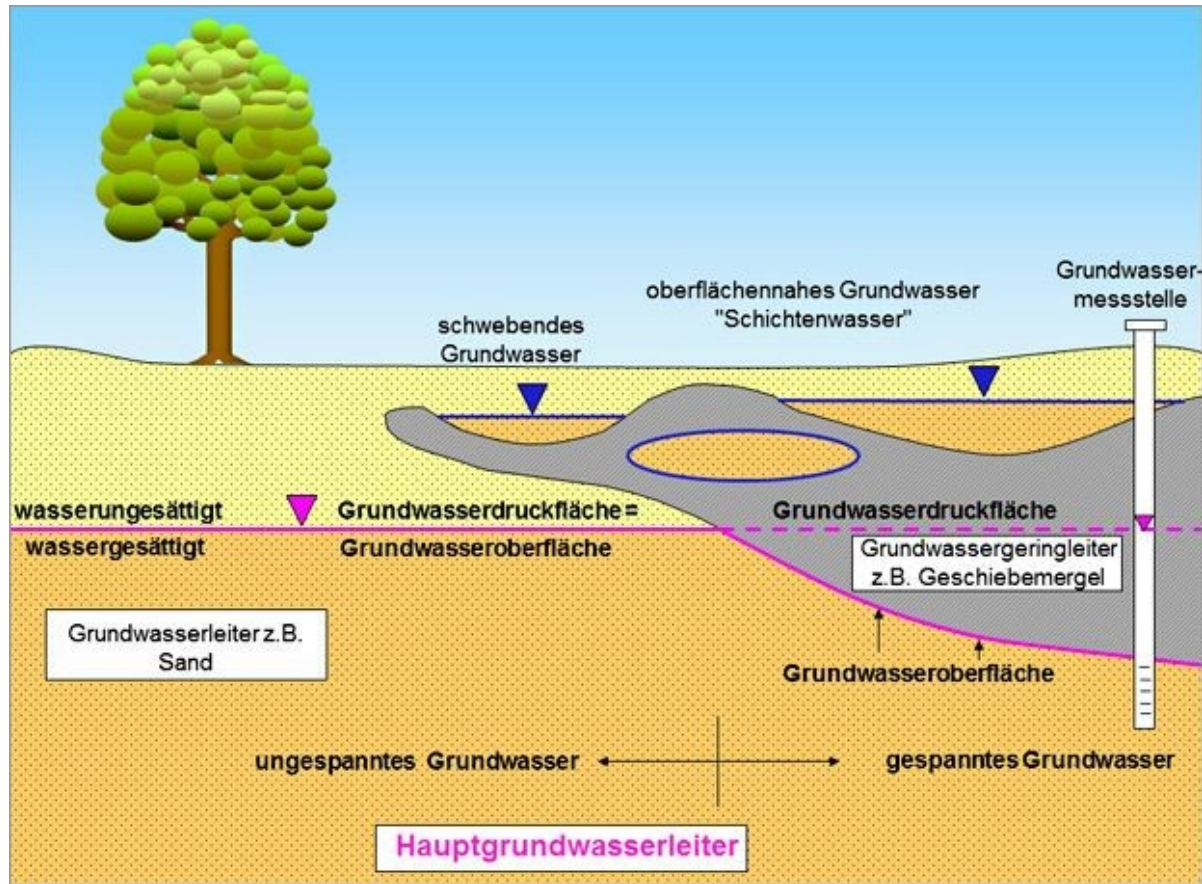 Grundwasser-
messstelle
oberflächennahes Grundwasser
"Schichtenwasser"
schwebendes
Grundwasser
wasserungesättigt
Grundwasserdruckfläche =
Grundwasserdruckfläche
wassergesättigt
Grundwasseroberfläche
Grundwassergeringleiter
z.B. Geschiebemergel
Grundwasserleiter z.B.
Sand
Grundwasseroberfläche
ungespanntes Grundwasser
gespanntes Grundwasser
Hauptgrundwasserleiter